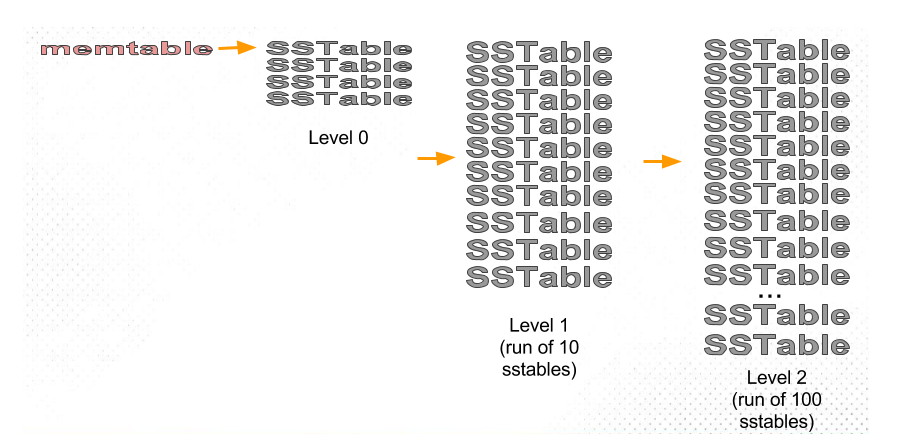 memtable
SSTable
SSTable
SSTable
SSTable
Level 0
SSTable
SSTable
SSTable
SSTable
SSTable
SSTable
SSTable
SSTable
SSTable
SSTable
Level 1
(run of 10
sstables)
SSTable
SSTable
SSTable
SSTable
SSTable
SSTable
SSTable
SSTable
SSTable
SSTable
...
SSTable
SSTable
Level 2
(run of 100
sstables)